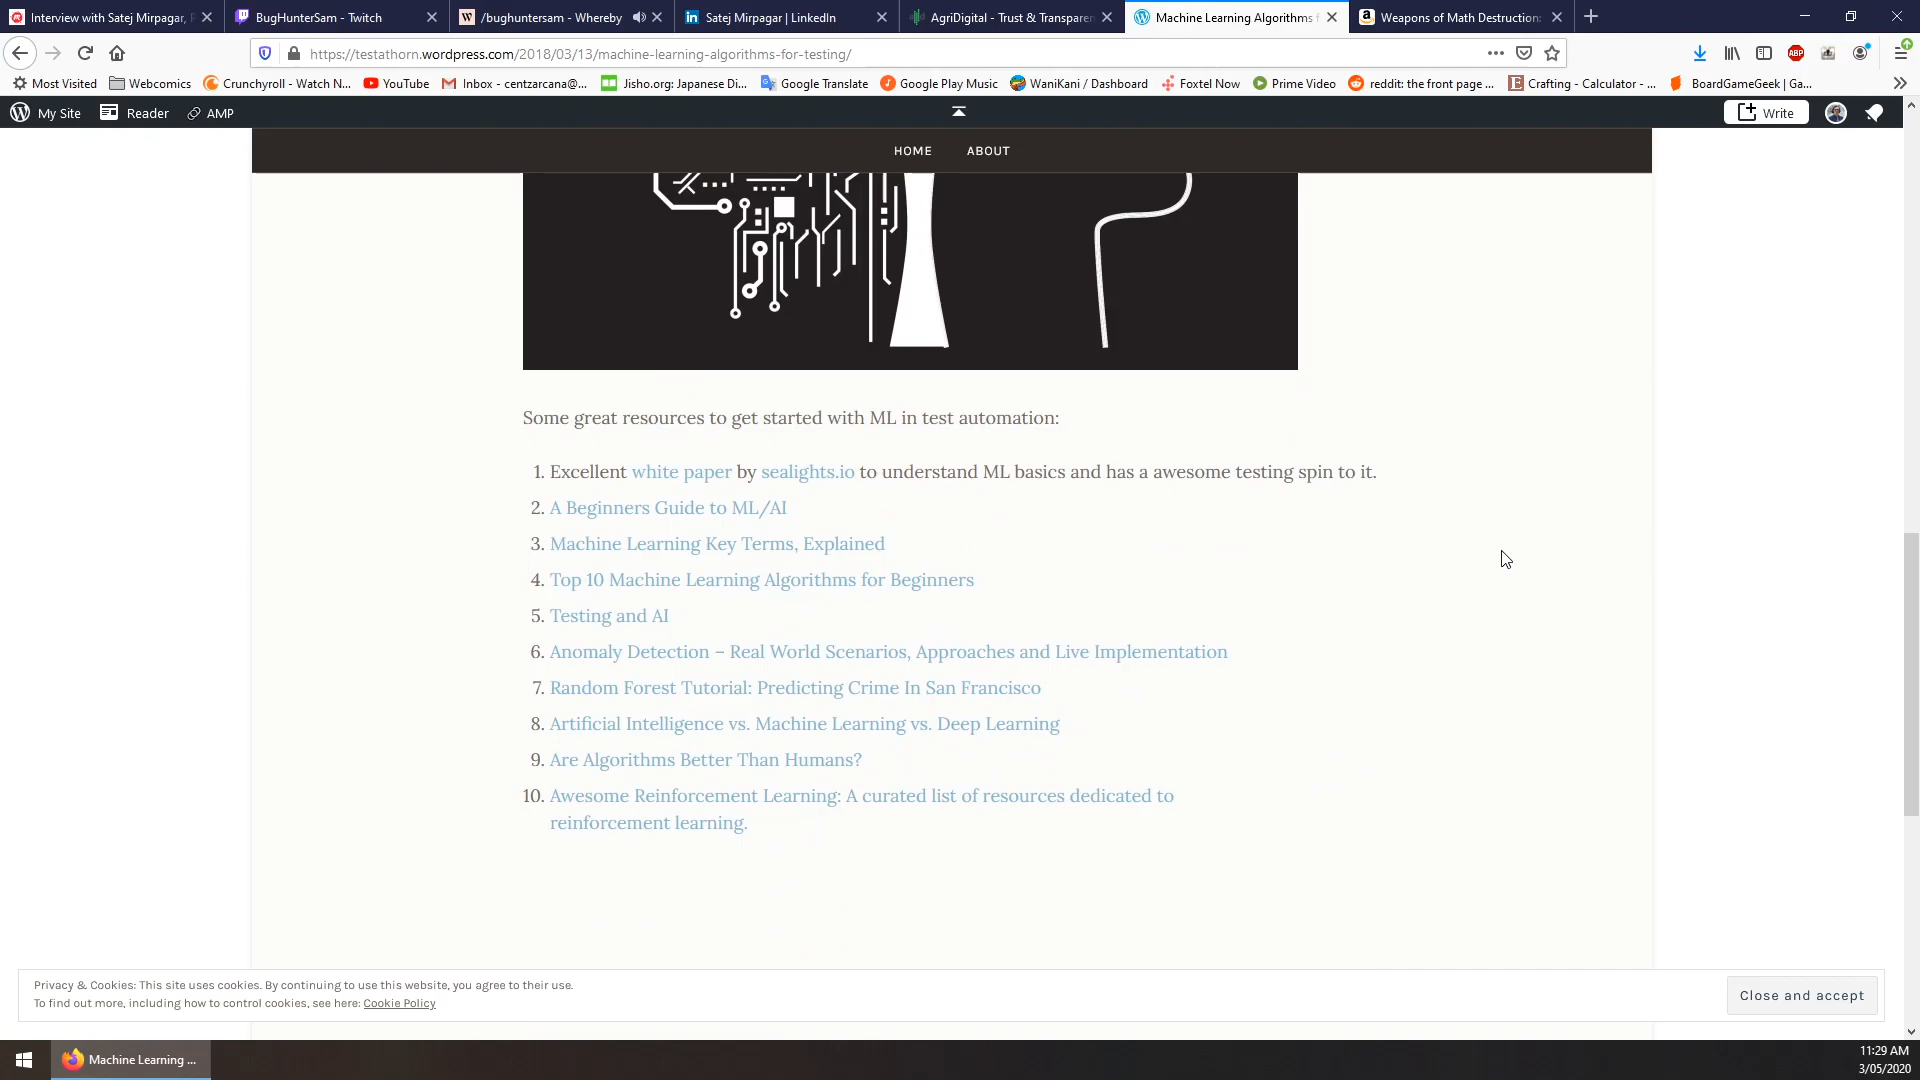 Interview with Satej Mirpagar,
BugHunterSam - Twitch
/bughuntersam - Whereby
Satej Mirpagar | LinkedIn
AgriDigital - Trust & Transparen
Machine Learning Algorithms f
Weapons of Math Destruction:
https://testathorn.wordpress.com/2018/03/13/machine-learning-algorithms-for-testing/
Most Visited
Webcomics
Crunchyroll - Watch N...
YouTube
Inbox - centzarcana@...
Jisho.org: Japanese Di...
Google Translate
Google Play Music
WaniKani / Dashboard
Foxtel Now
Prime Video
reddit: the front page ...
Crafting - Calculator - ...
BoardGameGeek | Ga...
My Site
Reader
AMP
Write
HOME
ABOUT
Some great resources to get started with ML in test automation:
1. Excellent white paper by sealights.io to understand ML basics and has a awesome testing spin to it.
2. A Beginners Guide to ML/AI
3. Machine Learning Key Terms, Explained
4. Top 10 Machine Learning Algorithms for Beginners
5. Testing and AI
6. Anomaly Detection – Real World Scenarios, Approaches and Live Implementation
7. Random Forest Tutorial: Predicting Crime In San Francisco
8. Artificial Intelligence vs. Machine Learning vs. Deep Learning
9. Are Algorithms Better Than Humans?
10. Awesome Reinforcement Learning: A curated list of resources dedicated to
reinforcement learning.
Privacy & Cookies: This site uses cookies. By continuing to use this website, you agree to their use.
To find out more, including how to control cookies, see here: Cookie Policy
Close and accept
Machine Learning ...
11:29 AM
3/05/2020